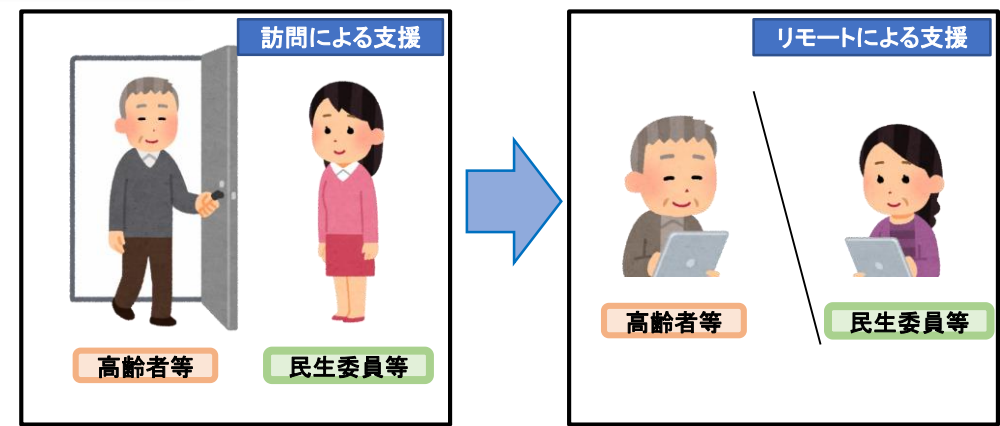 訪問による支援
高齢者等
民生委員等
リモートによる支援
高齢者等
民生委員等